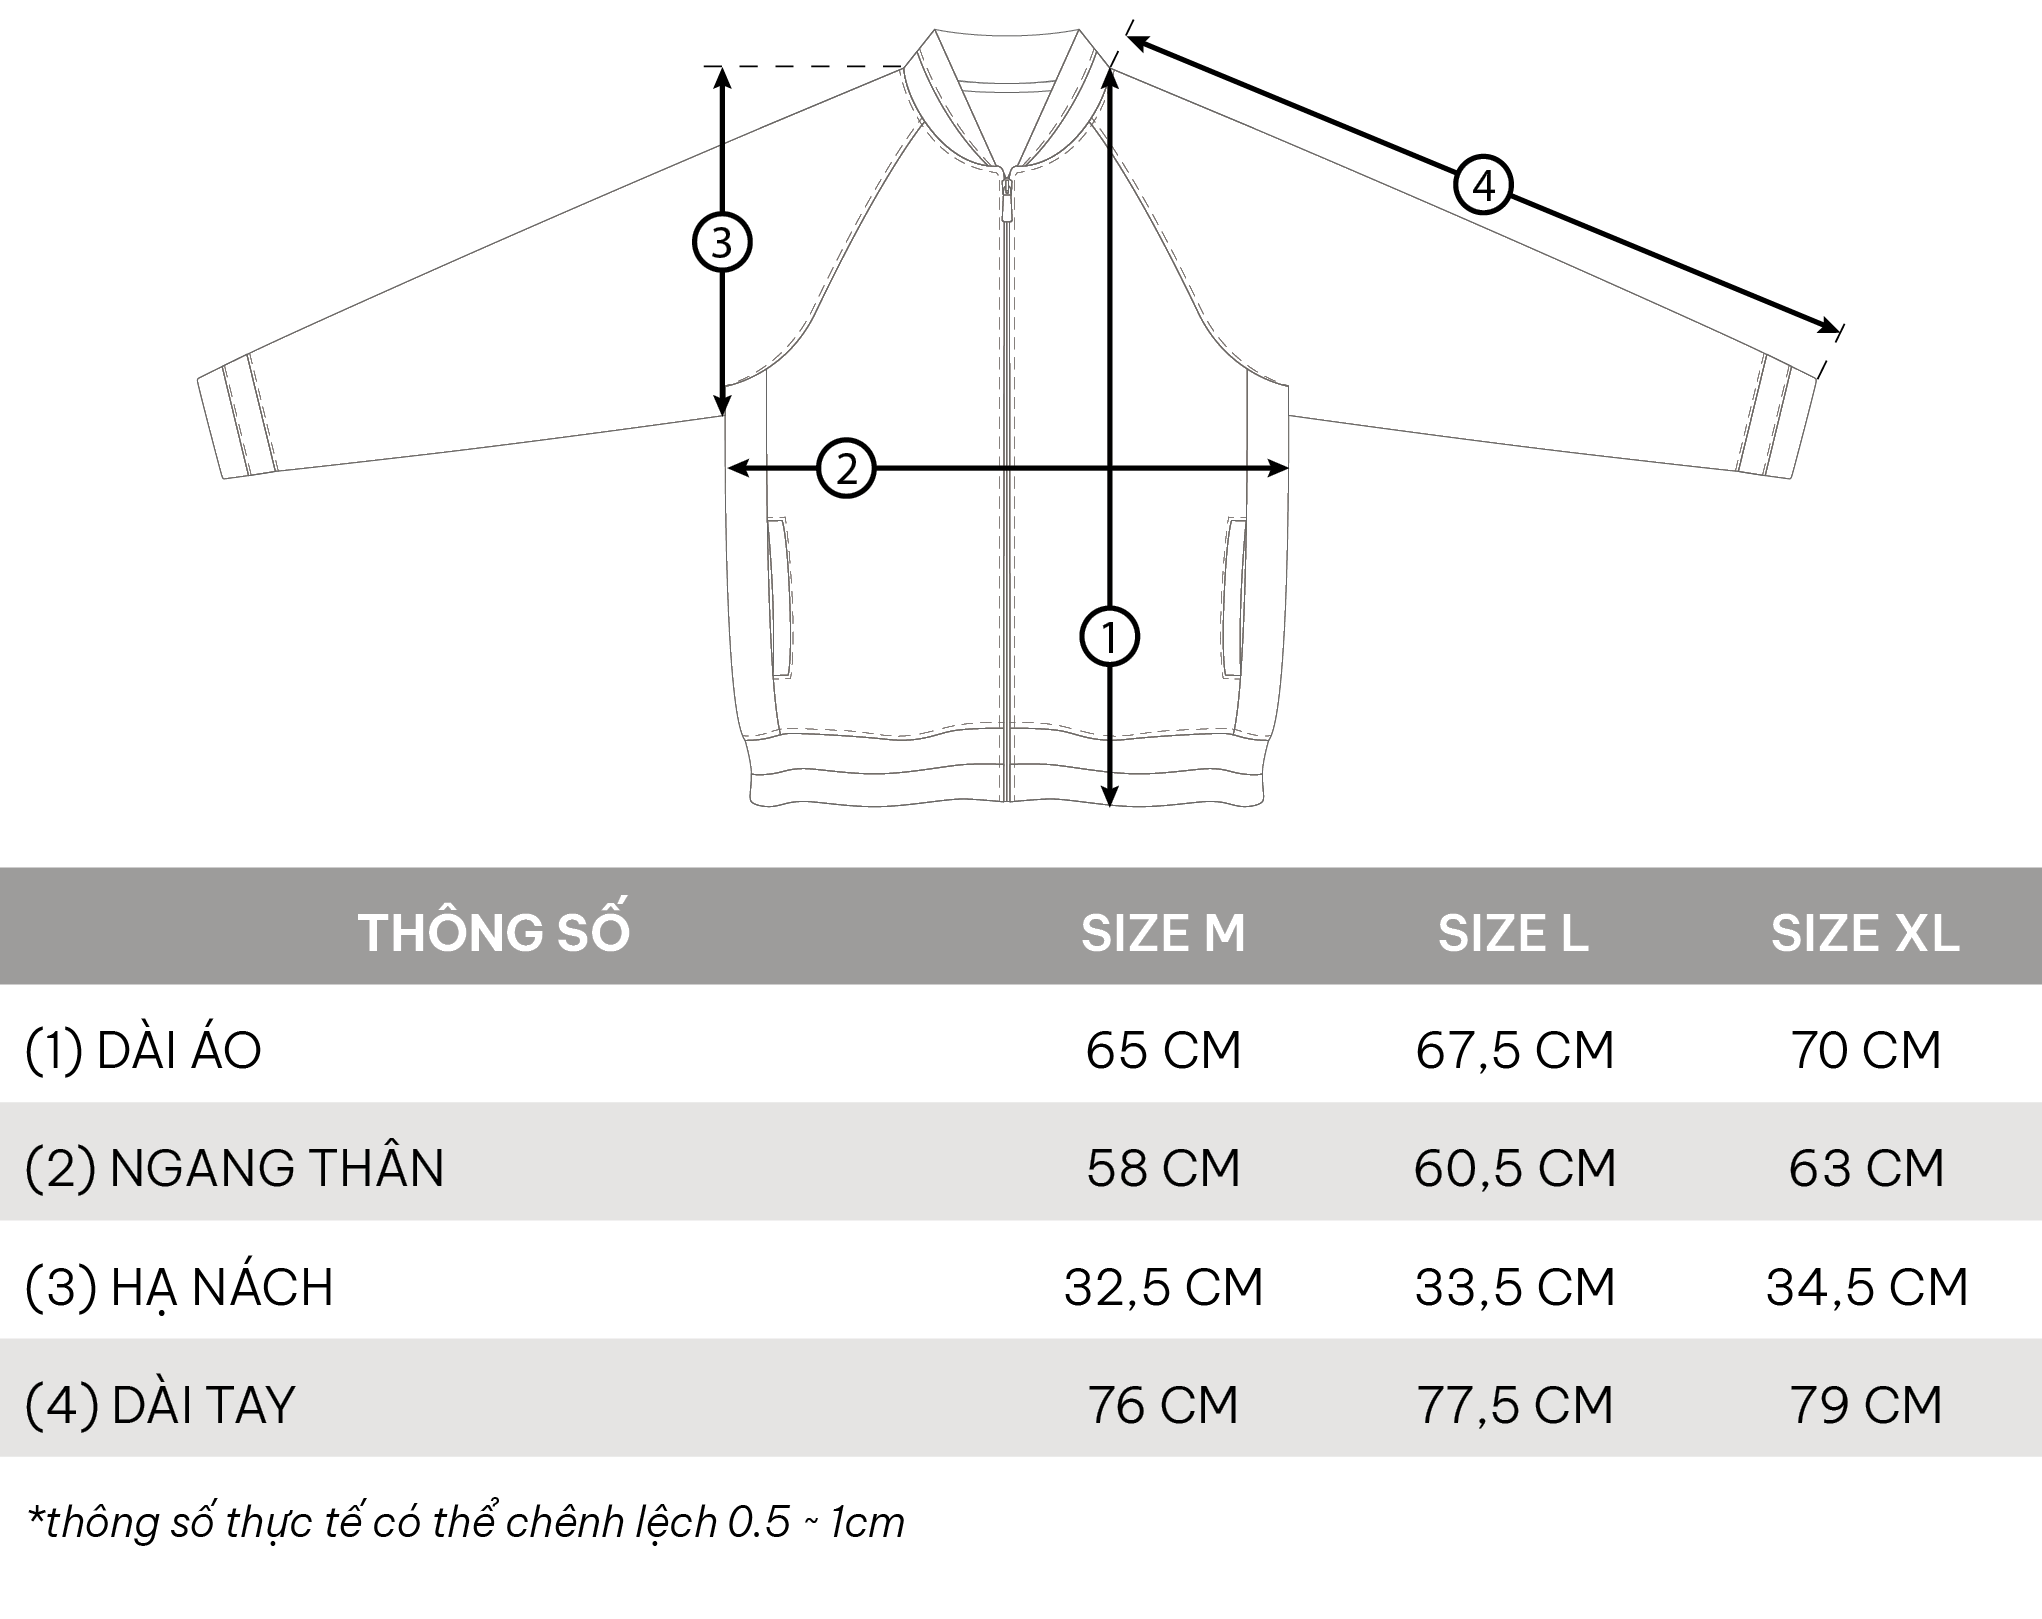 4
3
2
1
THÔNG SỐ SIZE M SIZE L SIZE XL
(1) DÀI ÁO 65 CM 67,5 CM 70 CM
(2) NGANG THÂN 58 CM 60,5 CM 63 CM
(3) HẠ NÁCH 32,5 CM 33,5 CM 34,5 CM
(4) DÀI TAY 76 CM 77,5 CM 79 CM
*thông số thực tế có thể chênh lệch 0.5 ~ 1cm